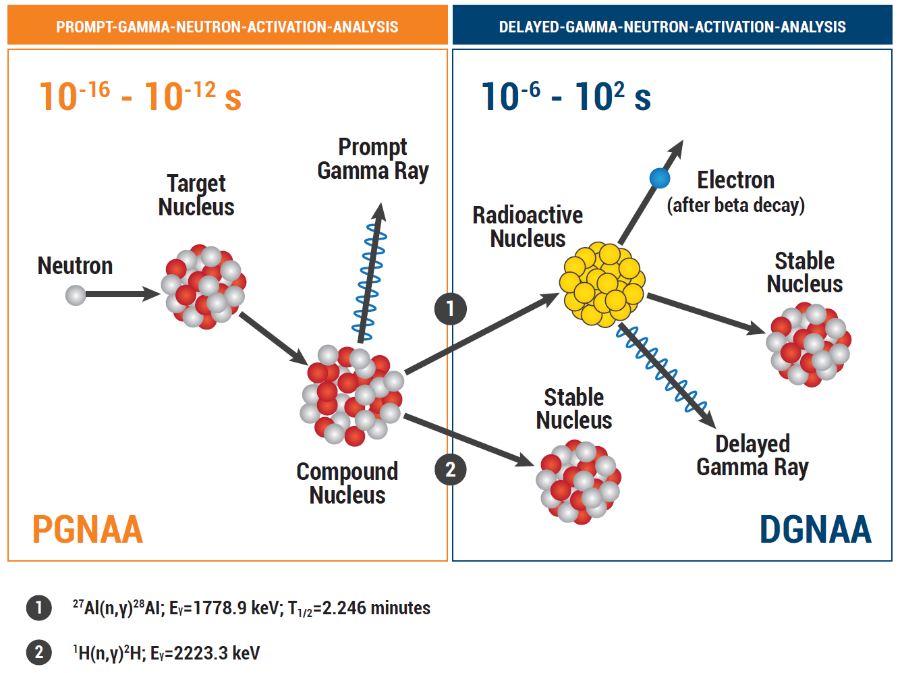 PROMPT-GAMMA-NEUTRON-ACTIVATION-ANALYSIS
10⁻¹⁶ - 10⁻¹² s
Prompt
Gamma Ray
Target
Nucleus
Neutron
Compound
Nucleus
PGNAA
DELAYED-GAMMA-NEUTRON-ACTIVATION-ANALYSIS
10⁻⁶ - 10² s
Electron
(after beta decay)
Radioactive
Nucleus
Stable
Nucleus
1
Stable
Nucleus
Delayed
Gamma Ray
2
DGNAA
1 ²⁷Al(n,γ)²⁸Al; Eγ=1778.9 keV; T₁/₂=2.246 minutes
2 ¹H(n,γ)²H; Eγ=2223.3 keV